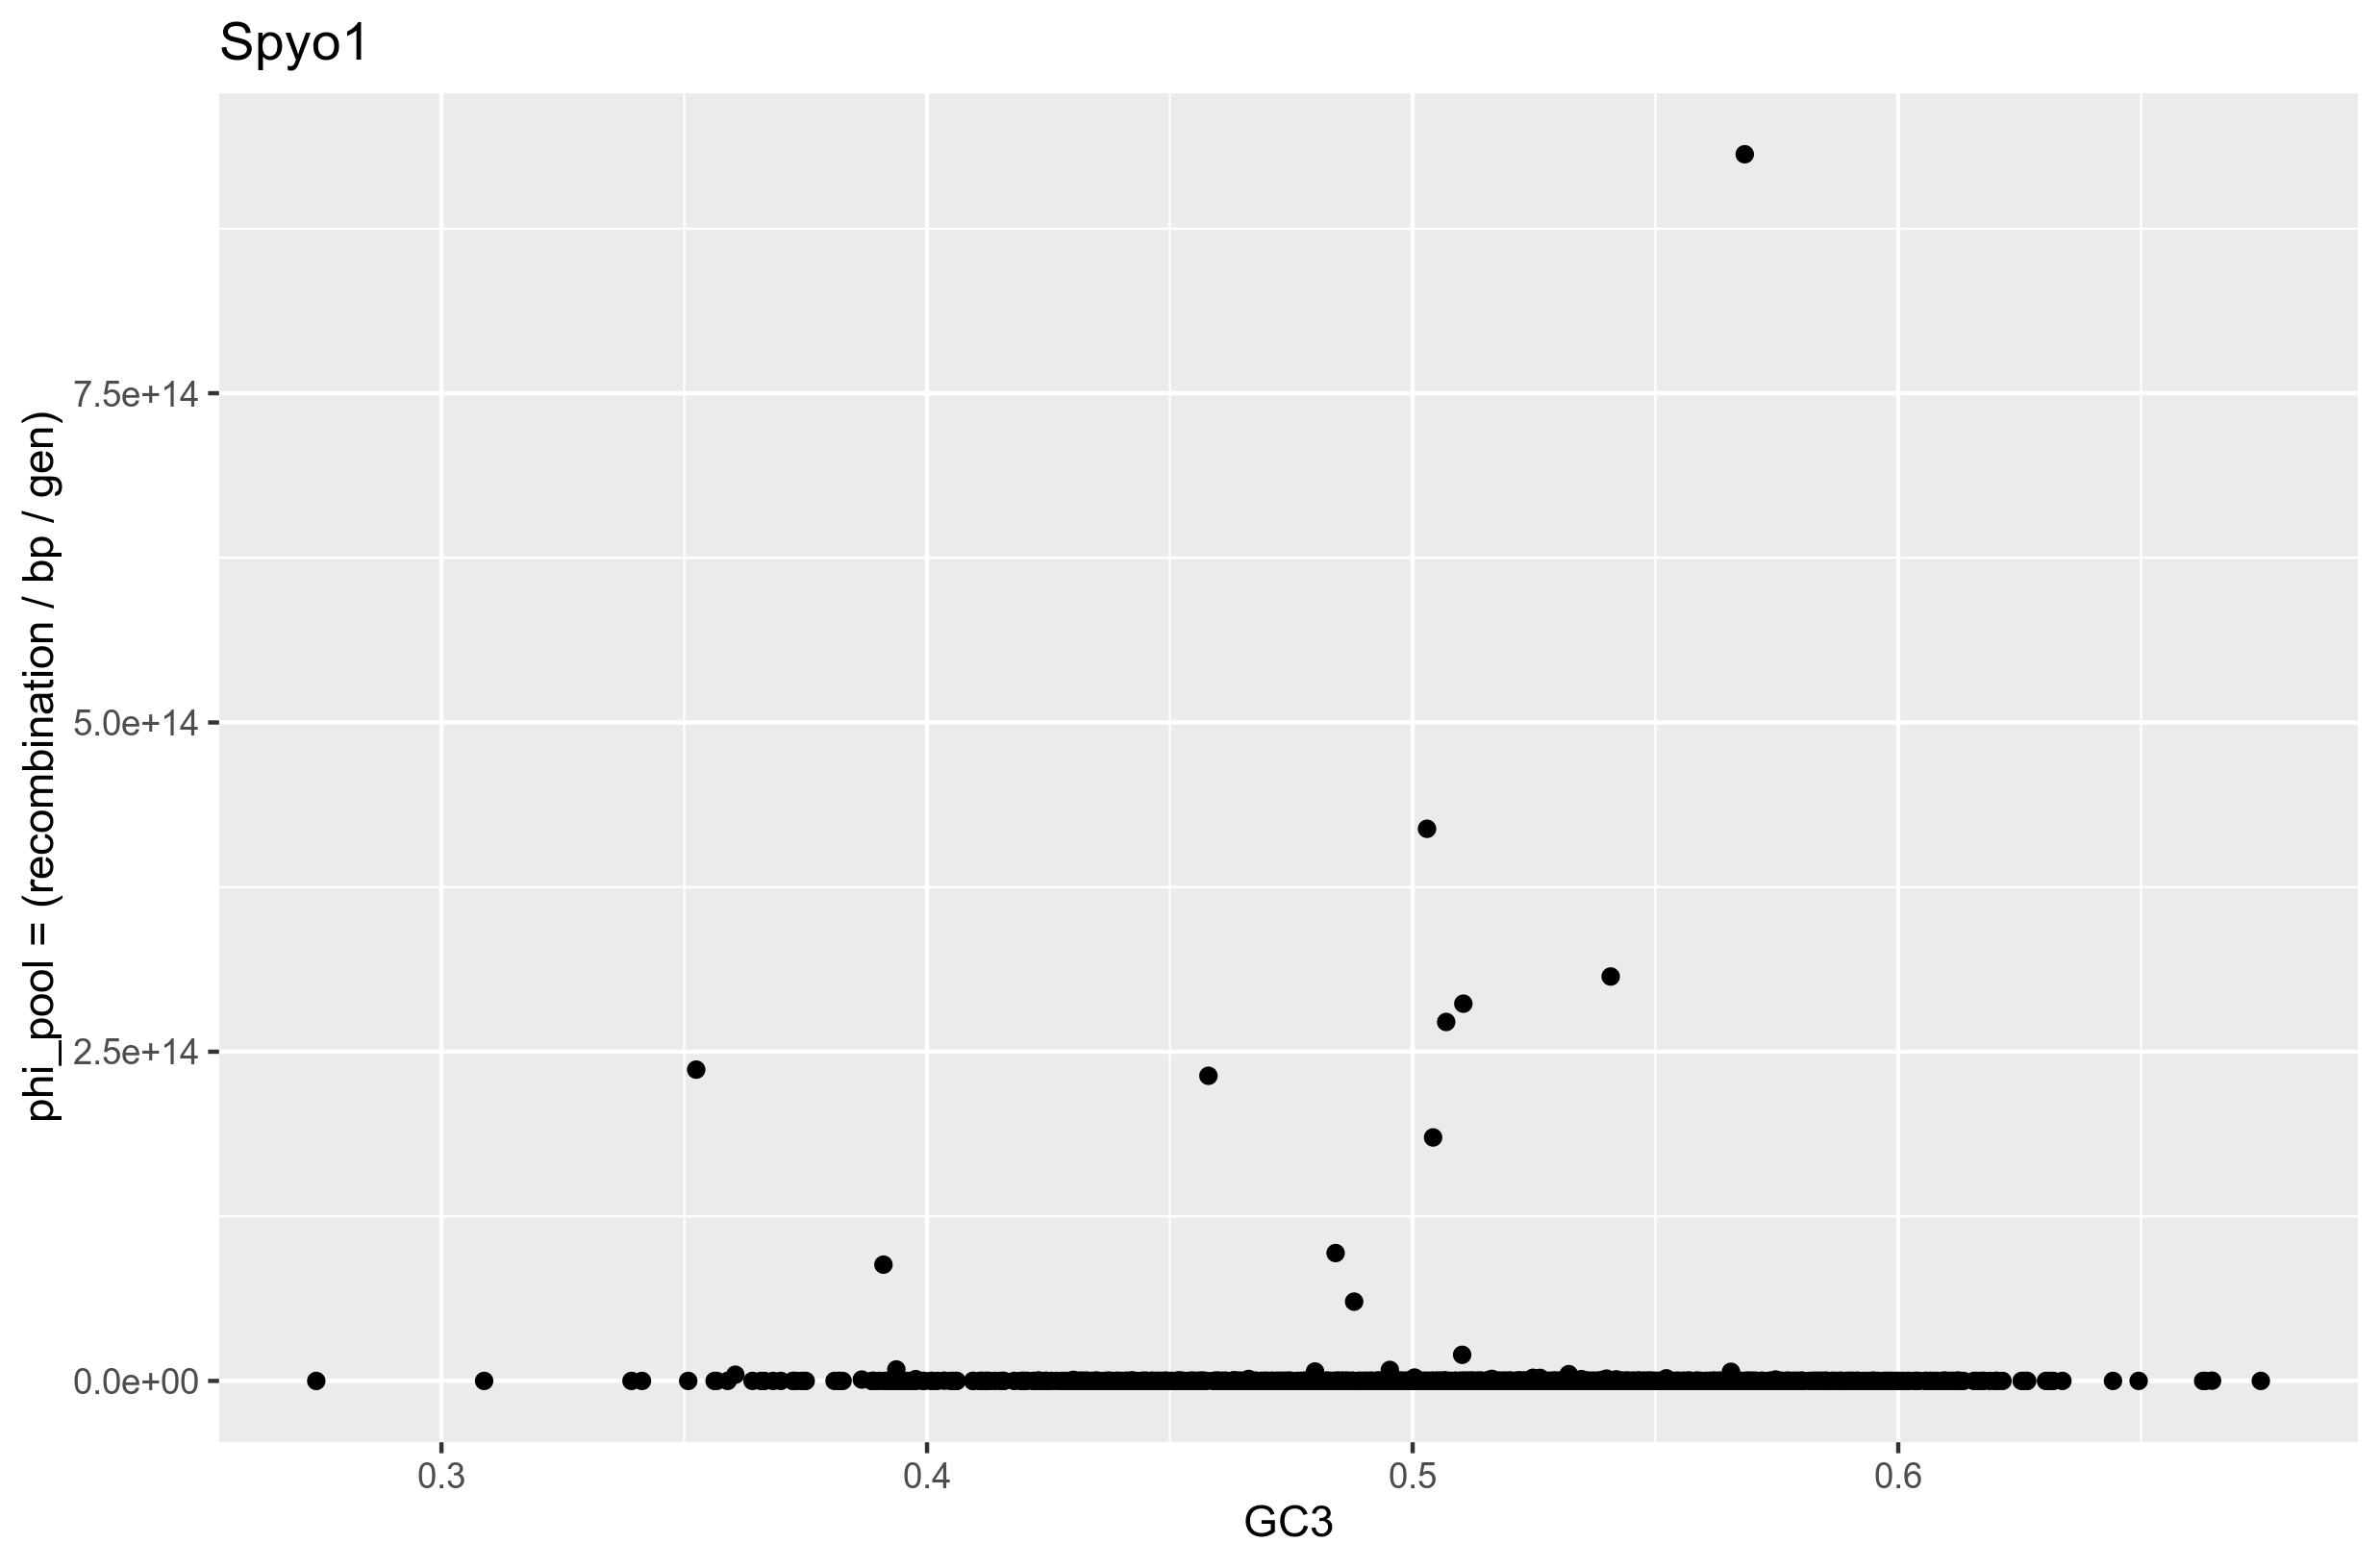 Spyo1
phi_pool = (recombination / bp / gen)
7.5e+14
5.0e+14
2.5e+14
0.0e+00
0.3
0.4
0.5
0.6
GC3